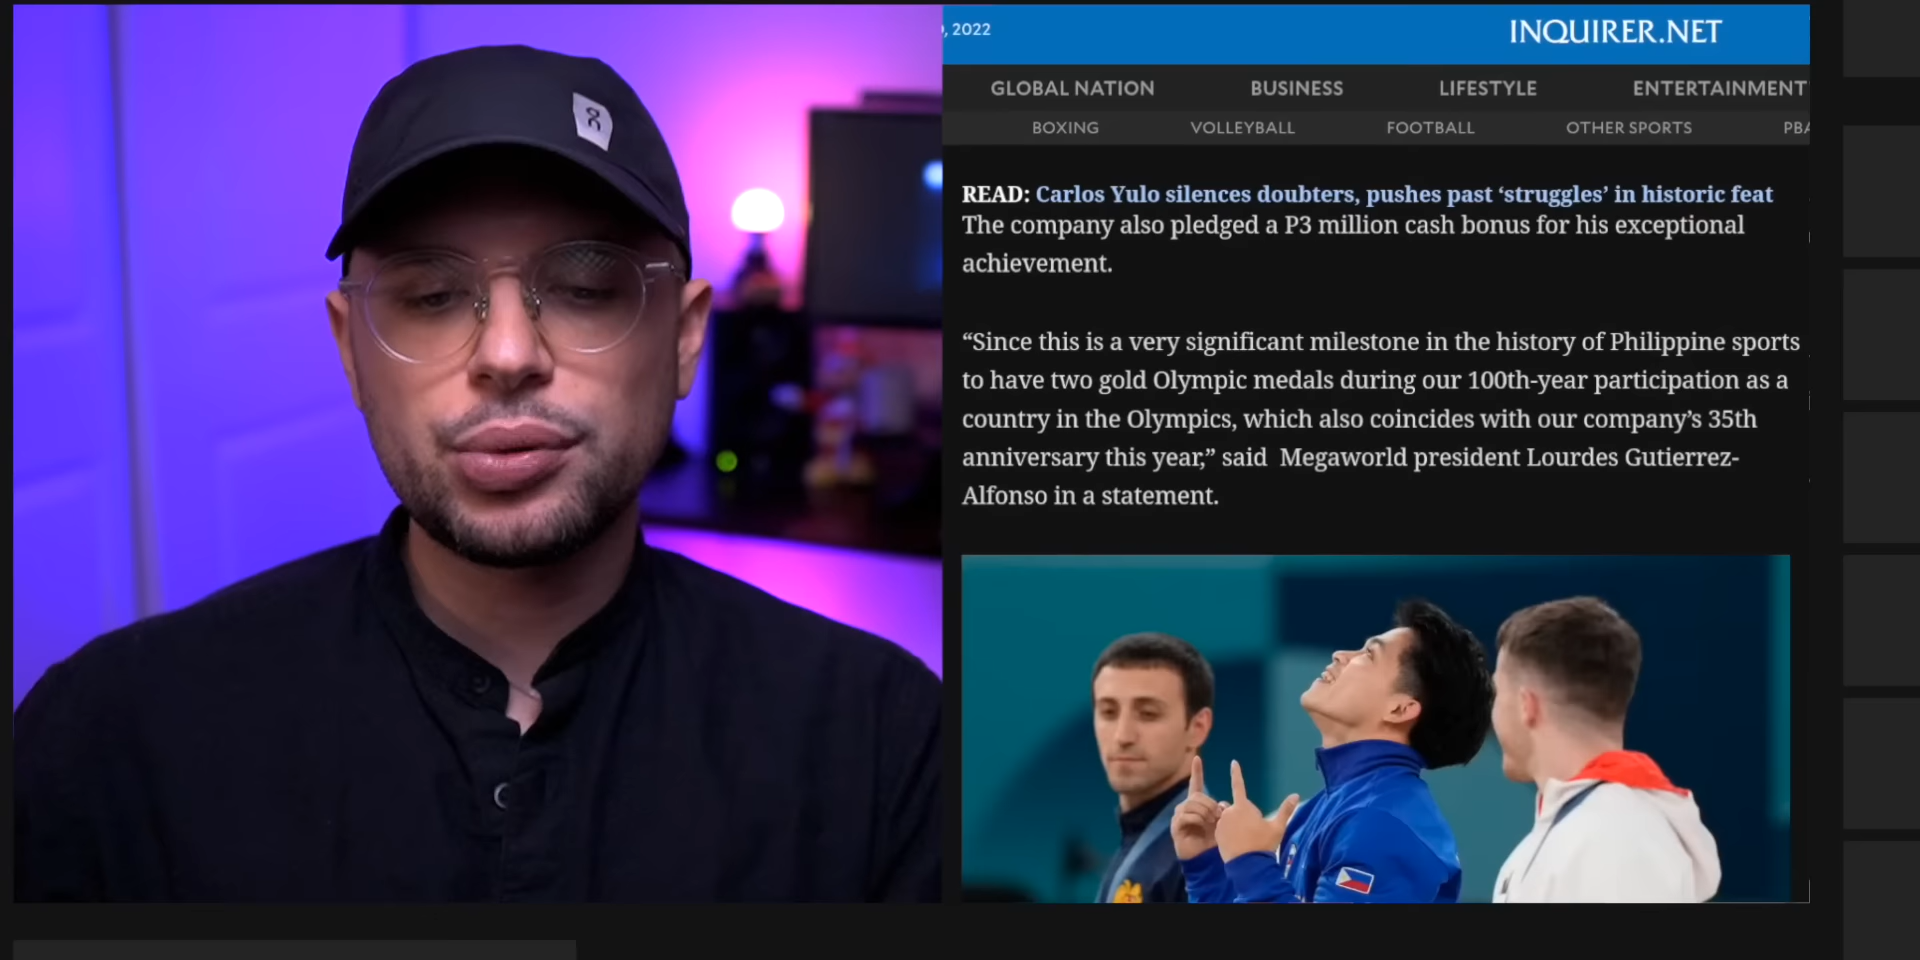 , 2022
INQUIRER.NET
GLOBAL NATION BUSINESS LIFESTYLE ENTERTAINMENT
BOXING VOLLEYBALL FOOTBALL OTHER SPORTS PBA
READ: Carlos Yulo silences doubters, pushes past ‘struggles’ in historic feat
The company also pledged a P3 million cash bonus for his exceptional
achievement.
“Since this is a very significant milestone in the history of Philippine sports
to have two gold Olympic medals during our 100th-year participation as a
country in the Olympics, which also coincides with our company’s 35th
anniversary this year,” said Megaworld president Lourdes Gutierrez-
Alfonso in a statement.